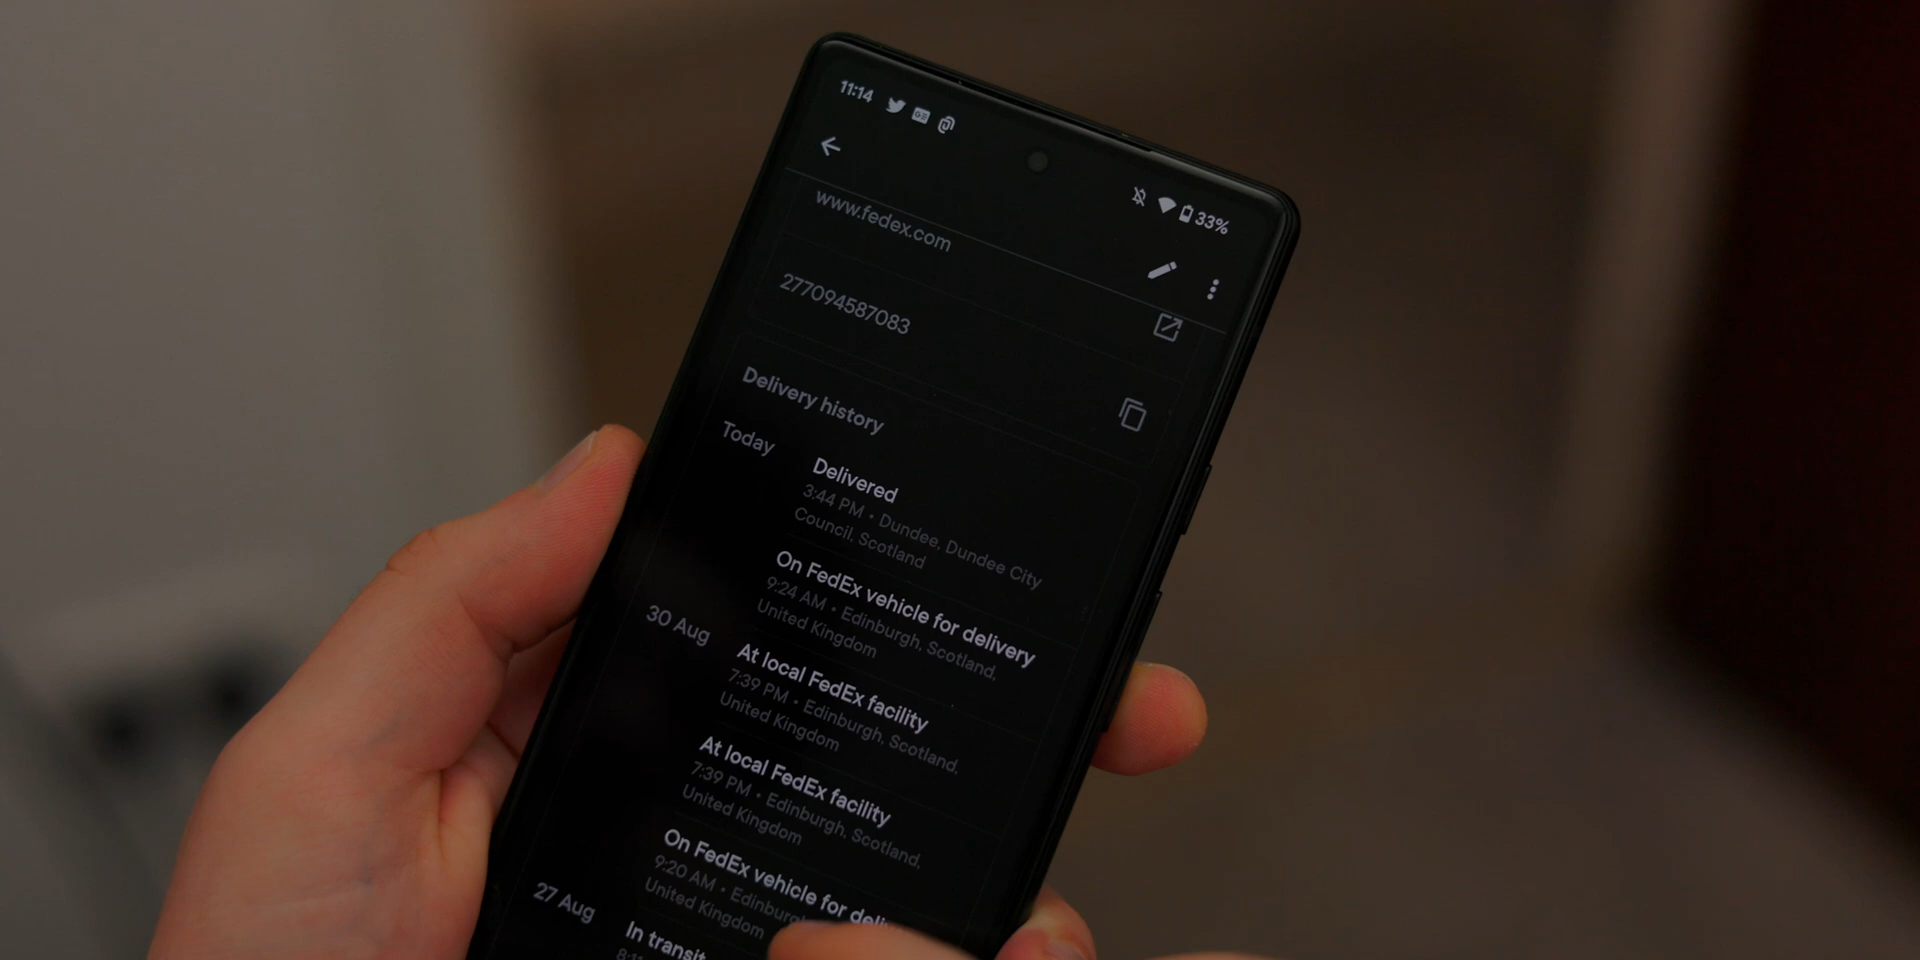 11:14
33%
www.fedex.com
277094587083
Delivery history
Today
Delivered
3:44 PM • Dundee, Dundee City
Council, Scotland
On FedEx vehicle for delivery
9:24 AM • Edinburgh, Scotland,
United Kingdom
30 Aug
At local FedEx facility
7:39 PM • Edinburgh, Scotland,
United Kingdom
At local FedEx facility
7:39 PM • Edinburgh, Scotland,
United Kingdom
On FedEx vehicle for
9:20 AM • Edinburgh
United Kingdom
27 Aug
In transit